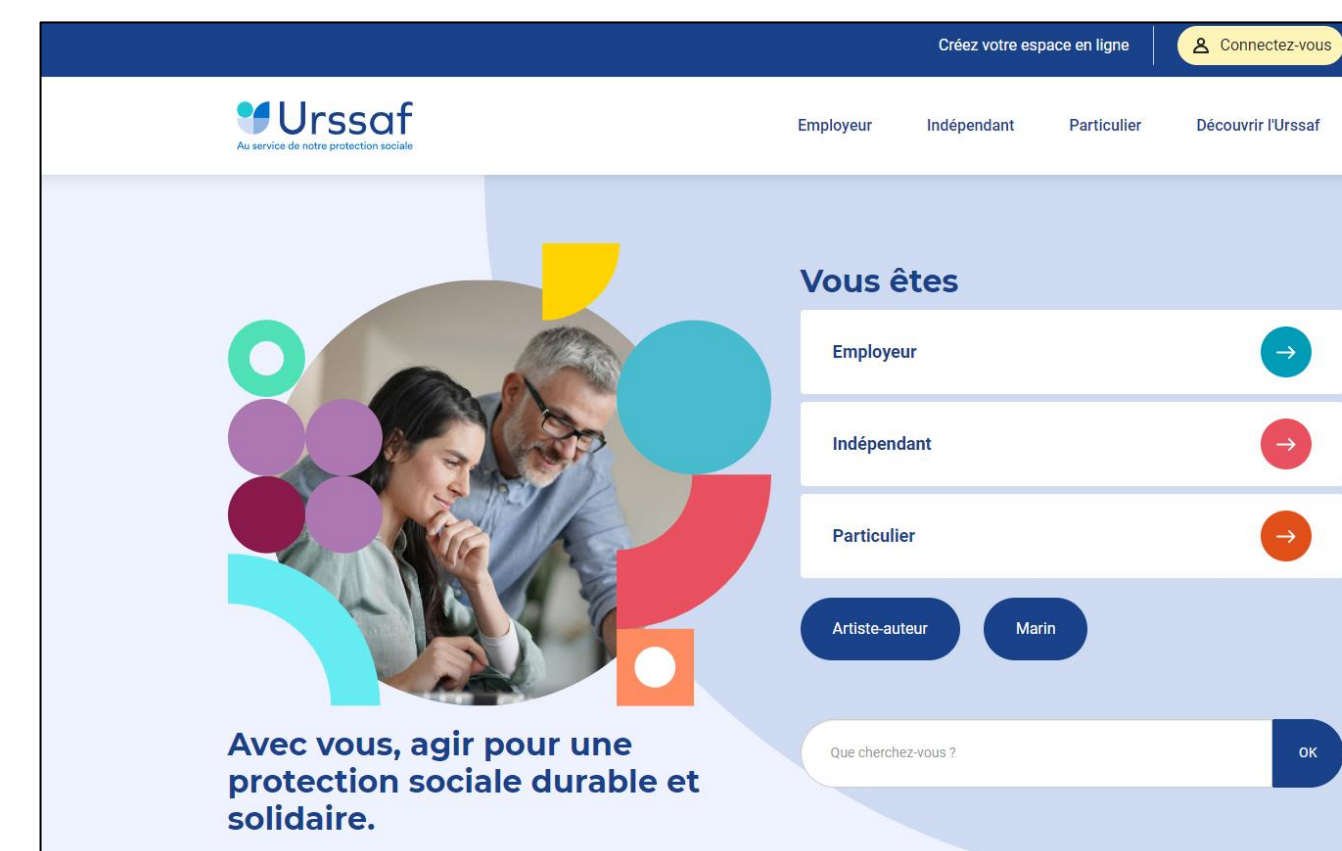 Créez votre espace en ligne
Connectez-vous
Urssaf
Au service de notre protection sociale
Employeur
Indépendant
Particulier
Découvrir l'Urssaf
Vous êtes
Employeur
Indépendant
Particulier
Artiste-auteur
Marin
Que cherchez-vous ?
OK
Avec vous, agir pour une
protection sociale durable et
solidaire.